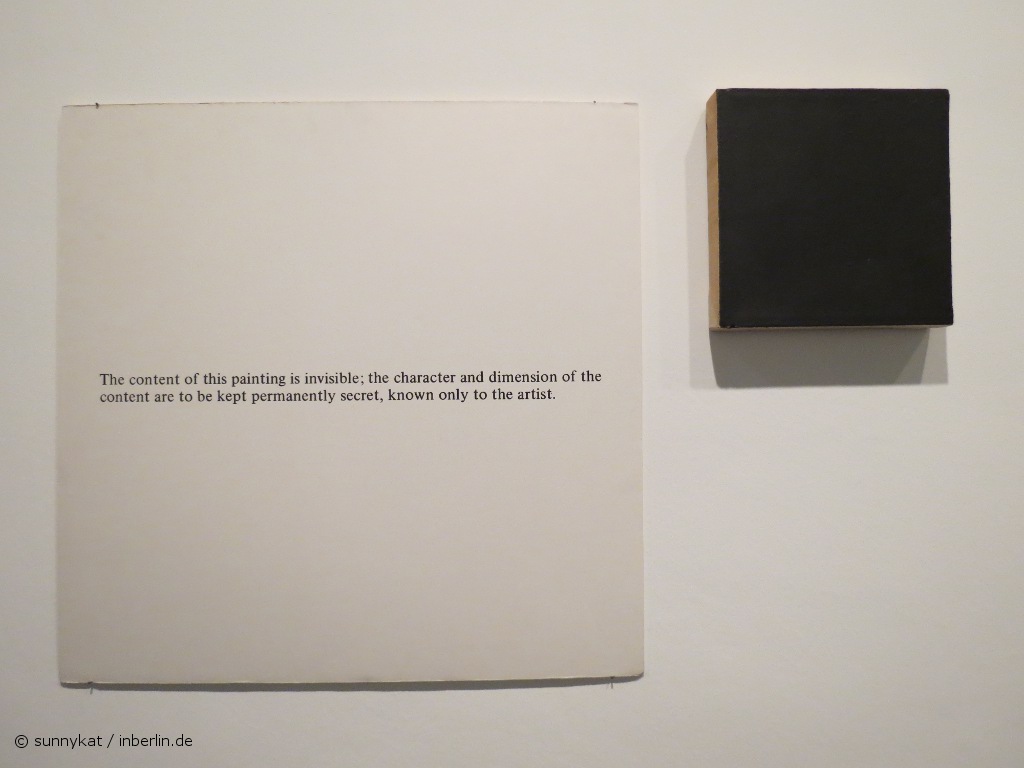 The content of this painting is invisible; the character and dimension of the
content are to be kept permanently secret, known only to the artist.
© sunnykat / inberlin.de